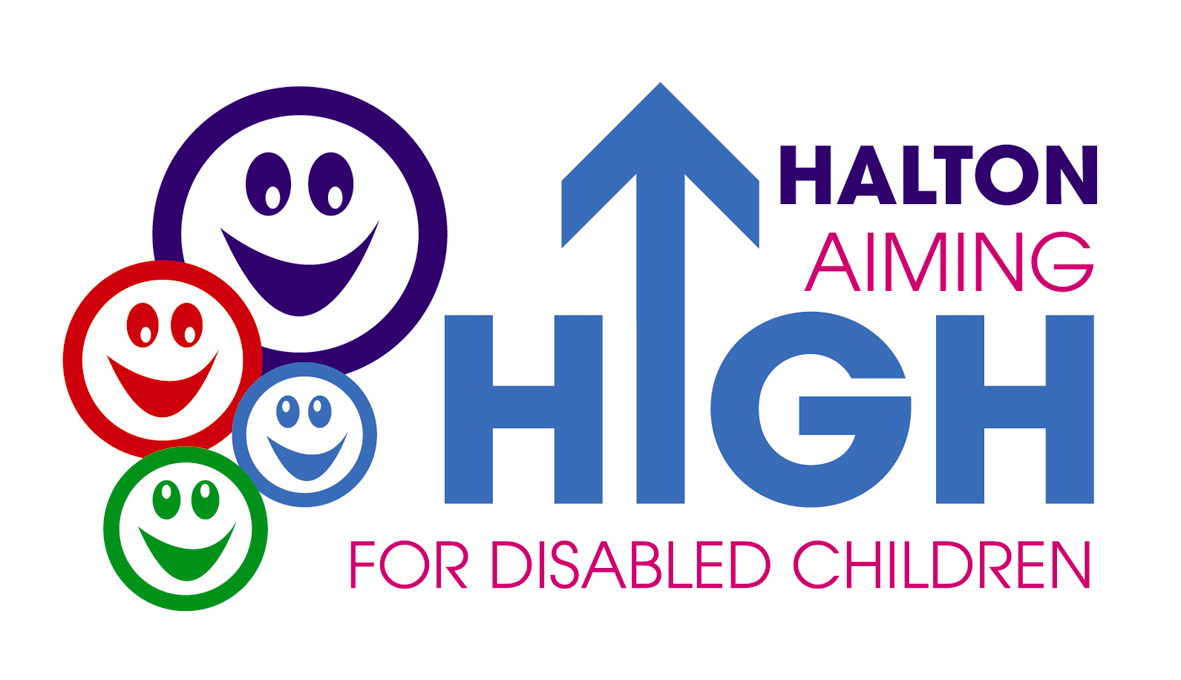 HALTON
AIMING
HIGH
FOR DISABLED CHILDREN